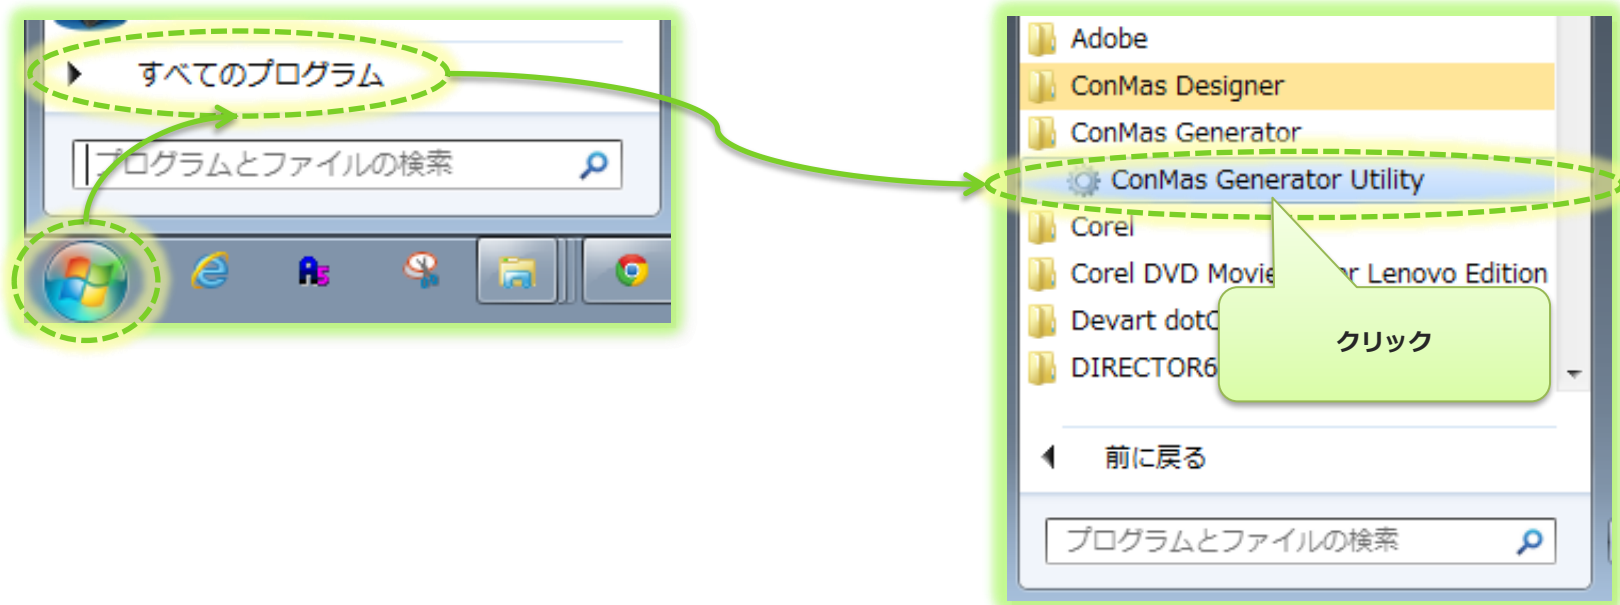 すべてのプログラム
プログラムとファイルの検索
Adobe
ConMas Designer
ConMas Generator
ConMas Generator Utility
Corel
Corel DVD Movie Lenovo Edition
Devart
DIRECTOR6
クリック
前に戻る
プログラムとファイルの検索